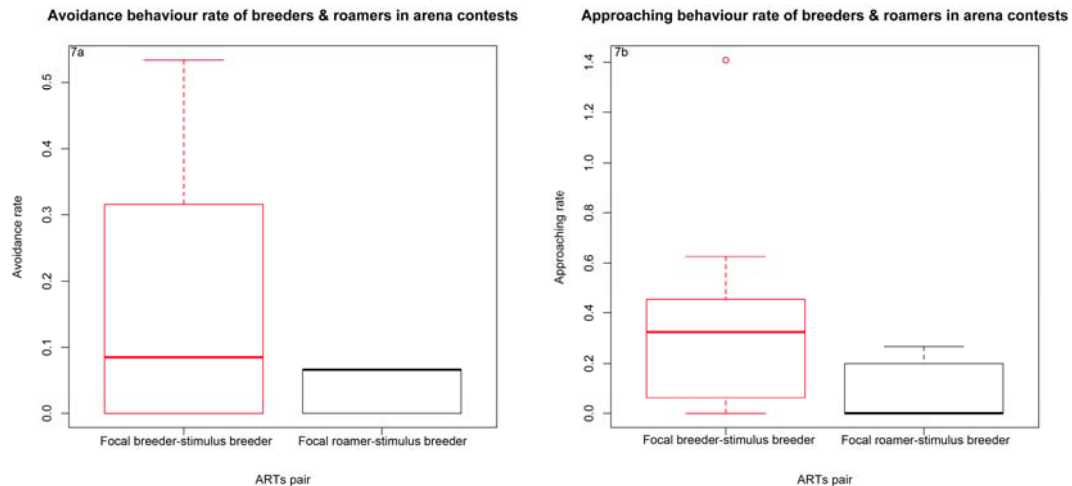 Avoidance behaviour rate of breeders & roamers in arena contests
7a
0.5
0.4
0.3
0.2
0.1
0.0
Avoidance rate
Focal breeder-stimulus breeder
Focal roamer-stimulus breeder
ARTs pair
Approaching behaviour rate of breeders & roamers in arena contests
7b
1.4
1.2
1.0
0.8
0.6
0.4
0.2
0.0
Approaching rate
Focal breeder-stimulus breeder
Focal roamer-stimulus breeder
ARTs pair